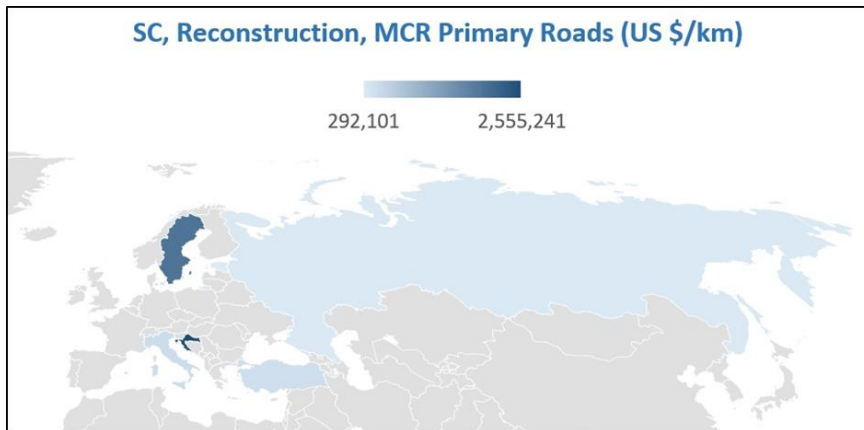 SC, Reconstruction, MCR Primary Roads (US $/km)
292,101 2,555,241